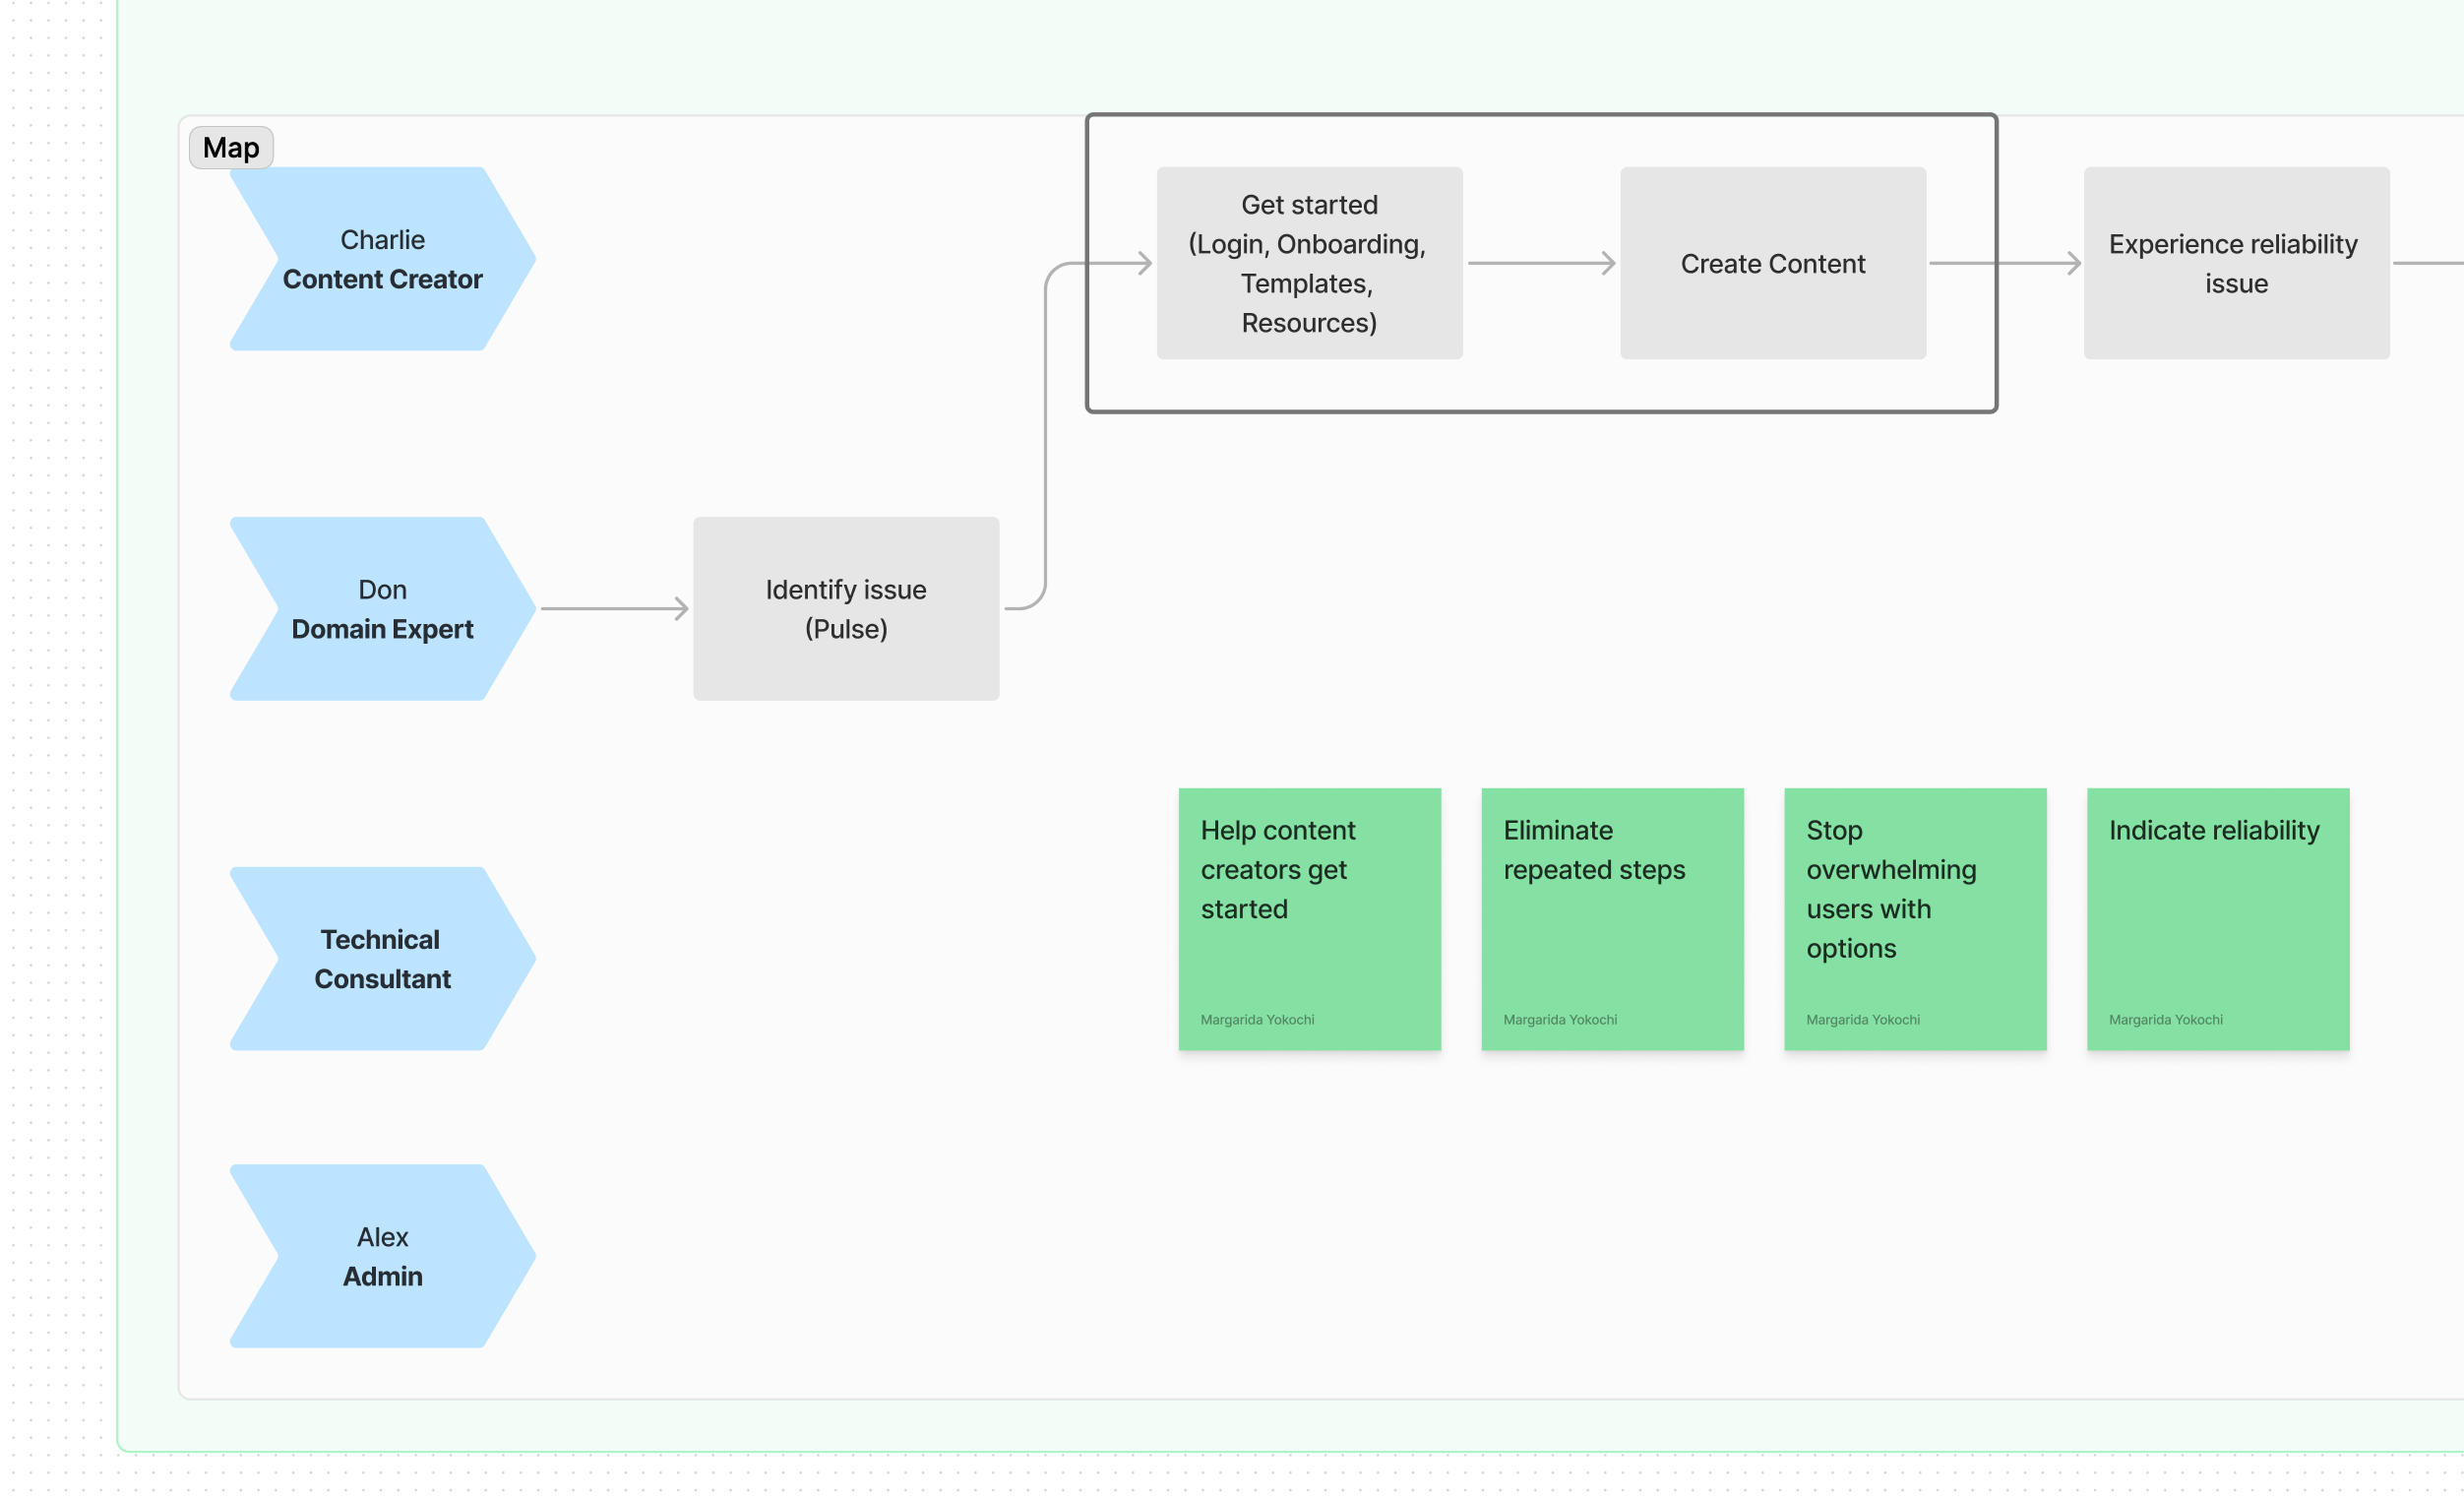 Map
Charlie
Content Creator
Get started
(Login, Onboarding,
Templates,
Resources)
Create Content
Experience reliability
issue
Don
Domain Expert
Identify issue
(Pulse)
Help content
creators get
started
Margarida Yokochi
Eliminate
repeated steps
Margarida Yokochi
Stop
overwhelming
users with
options
Margarida Yokochi
Indicate reliability
Margarida Yokochi
Technical
Consultant
Alex
Admin